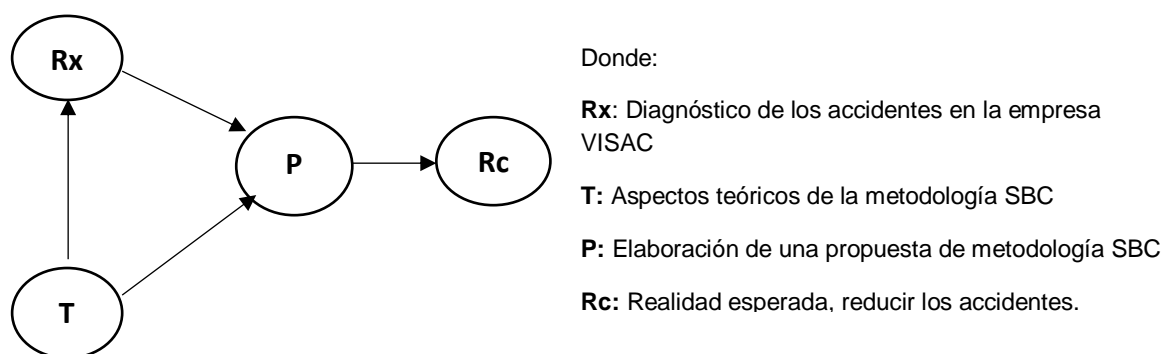 Rx
P
Rc
T
Donde:
Rx: Diagnóstico de los accidentes en la empresa
VISAC
T: Aspectos teóricos de la metodología SBC
P: Elaboración de una propuesta de metodología SBC
Rc: Realidad esperada, reducir los accidentes.